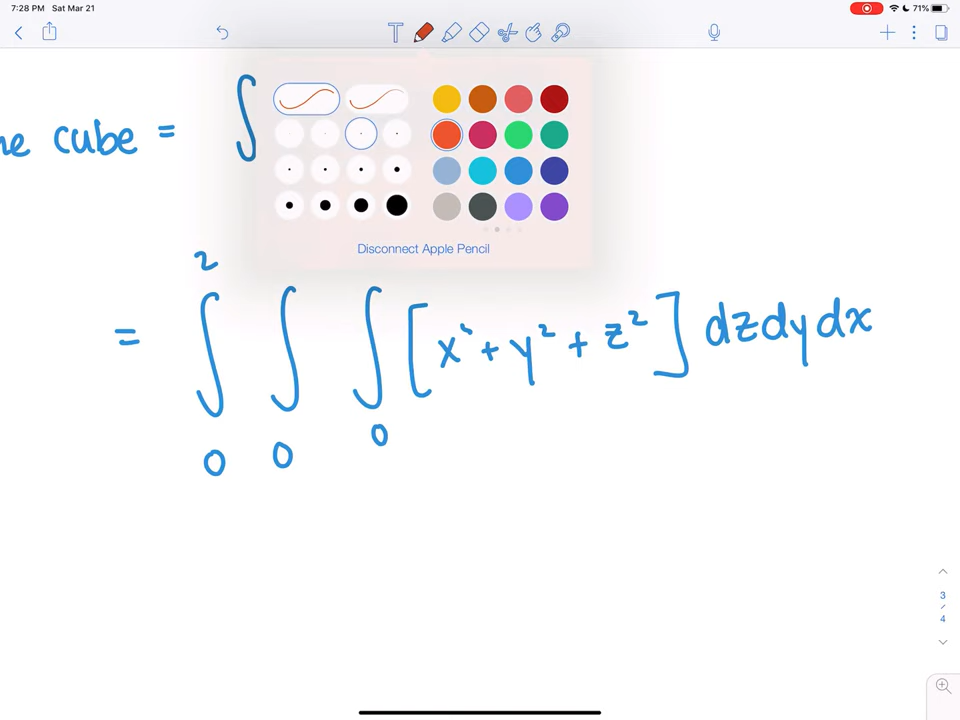 7:28 PM Sat Mar 21
71%
T
he cube = ∫
Disconnect Apple Pencil
2
= ∫ ∫ ∫ [x² + y² + z²] dzdydx
0 0 0
3
/
4